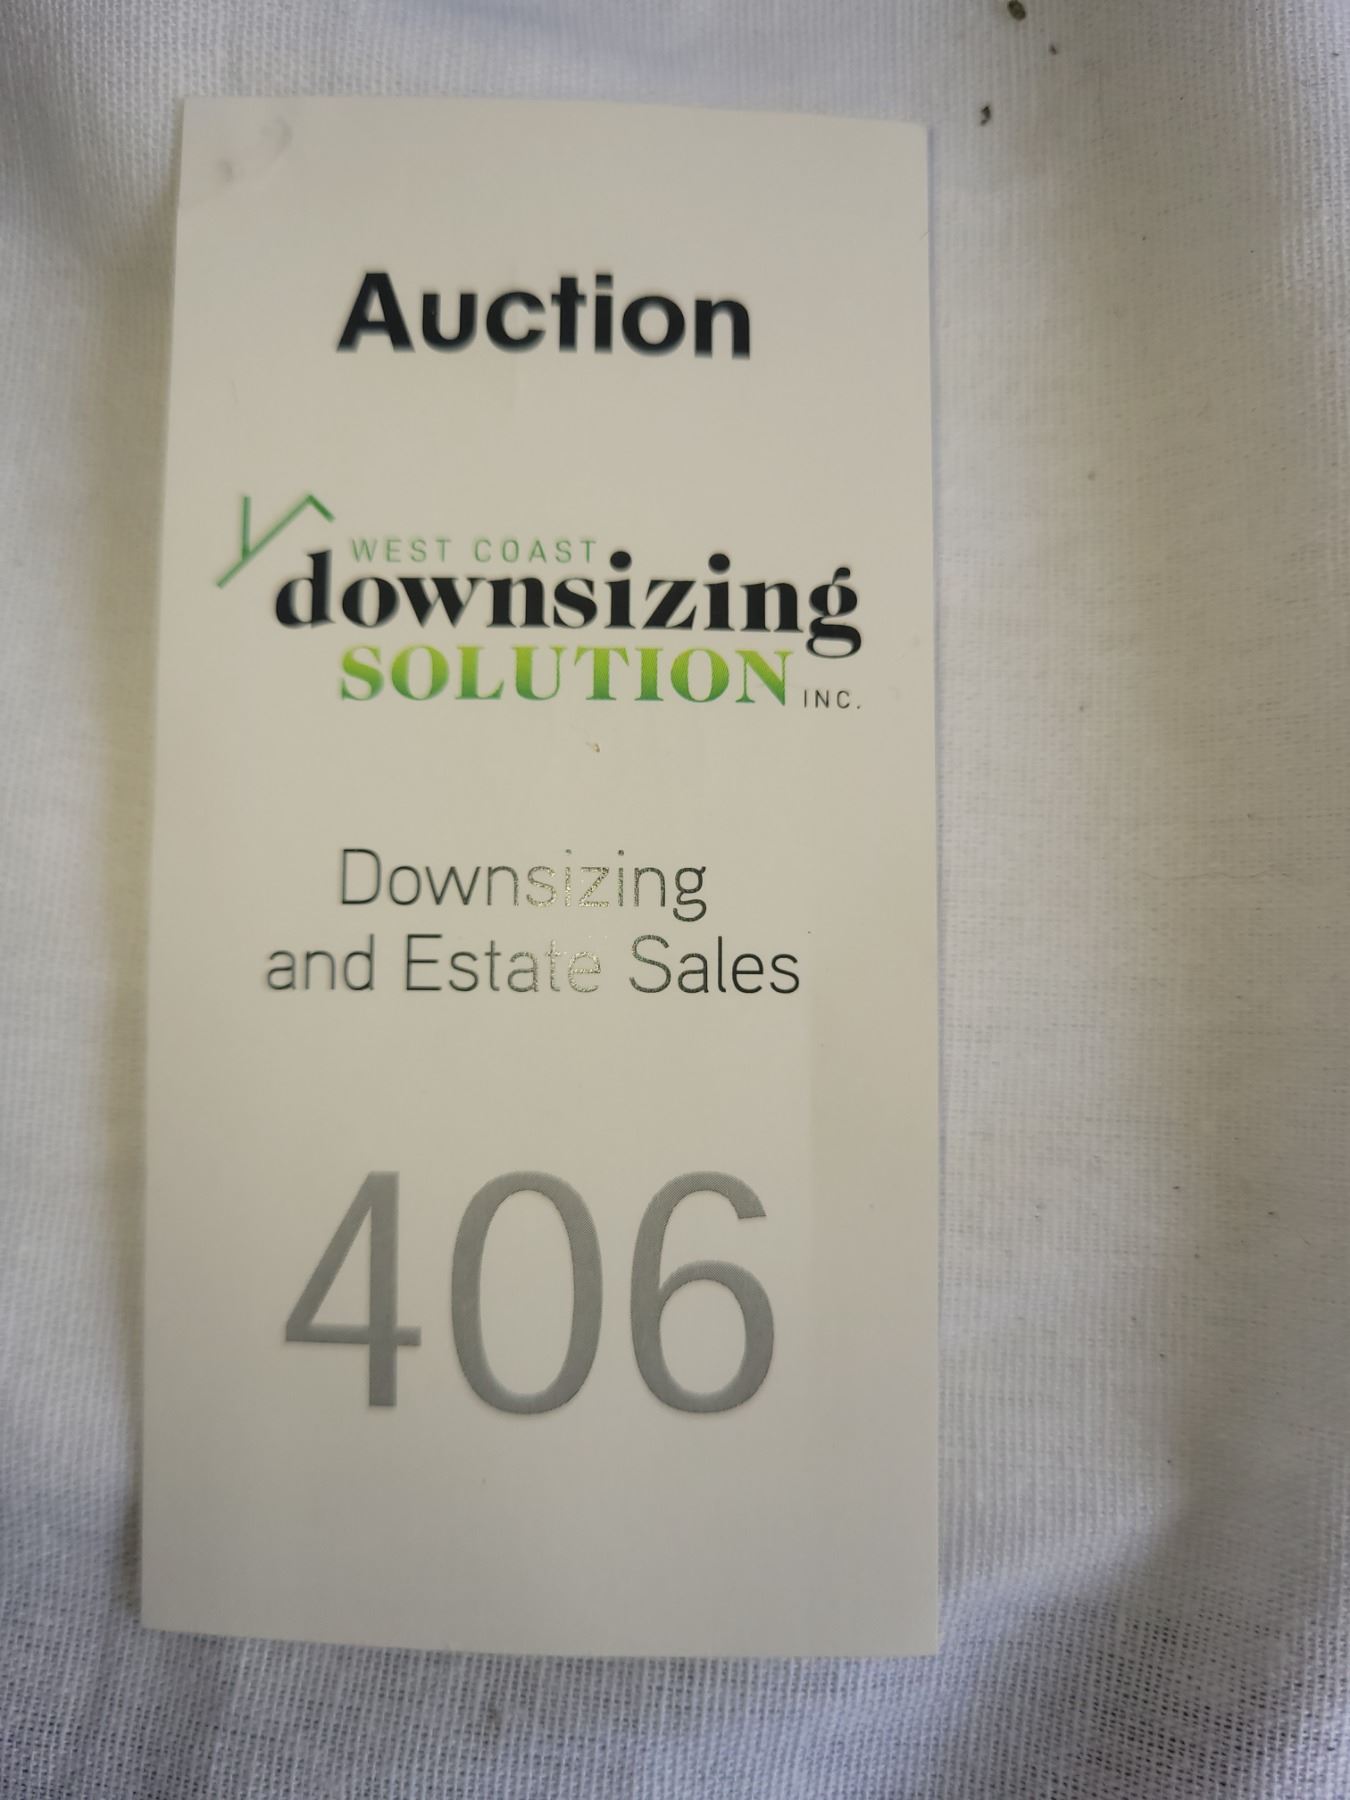 Auction
WEST COAST
downsizing
SOLUTION INC.
Downsizing
and Estate Sales
406